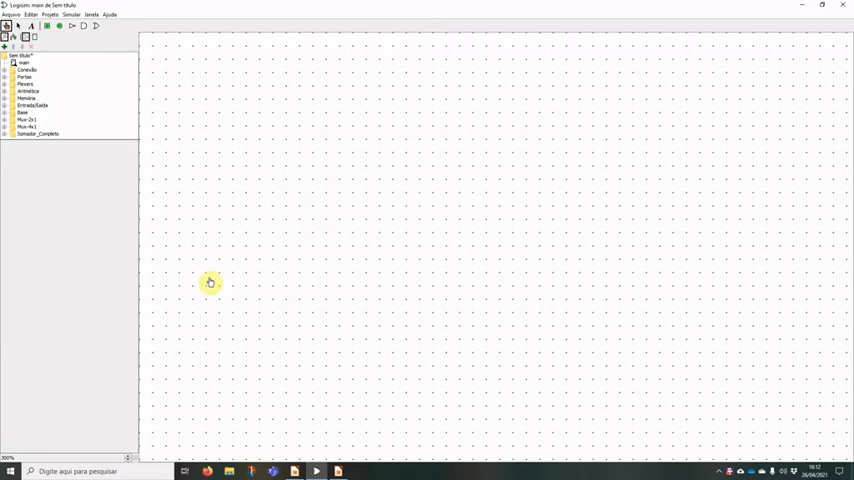 Logisim: main de Sem título
Arquivo Editar Projeto Simular Janela Ajuda
A
Sem título*
main
Conexão
Portas
Plexers
Aritmética
Memória
Entrada/Saída
Base
Mux-2x1
Mux-4x1
Somador_Completo
300%
Digite aqui para pesquisar
16:12
26/04/2021